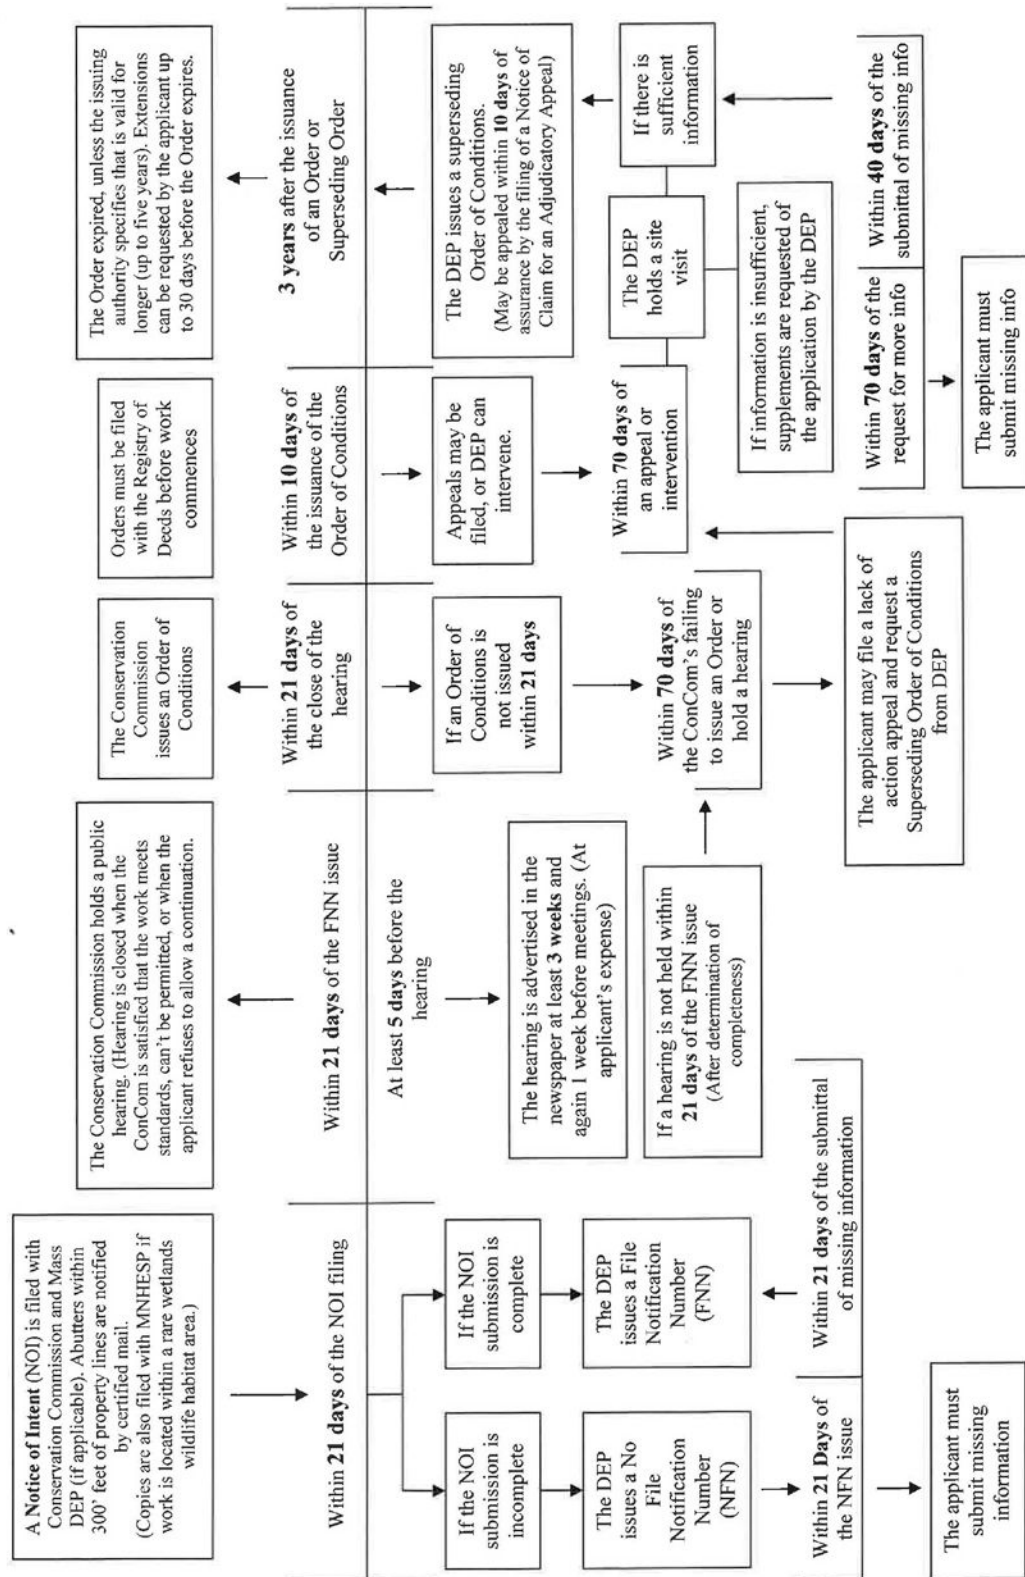 A Notice of Intent (NOI) is filed with
Conservation Commission and Mass
DEP (if applicable). Abutters within
300' feet of property lines are notified
by certified mail.
(Copies are also filed with MNHESP if
work is located within a rare wetlands
wildlife habitat area.)
The Conservation Commission holds a public
hearing. (Hearing is closed when the
ConCom is satisfied that the work meets
standards, can't be permitted, or when the
applicant refuses to allow a continuation.
The Conservation
Commission
issues an Order of
Conditions
Orders must be filed
with the Registry of
Deeds before work
commences
The Order expired, unless the issuing
authority specifies that is valid for
longer (up to five years). Extensions
can be requested by the applicant up
to 30 days before the Order expires.
Within 21 days of the NOI filing
Within 21 days of the FNN issue
Within 21 days of
the close of the
hearing
Within 10 days of
the issuance of the
Order of Conditions
3 years after the issuance
of an Order or
Superseding Order
If the NOI
submission is
incomplete
If the NOI
submission is
complete
At least 5 days before the
hearing
If an Order of
Conditions is
not issued
within 21 days
Appeals may be
filed, or DEP can
intervene.
The DEP issues a superseding
Order of Conditions.
(May be appealed within 10 days of
assurance by the filing of a Notice of
Claim for an Adjudicatory Appeal)
The DEP
issues a No
File
Notification
Number
(NFN)
The DEP
issues a File
Notification
Number
(FNN)
The hearing is advertised in the
newspaper at least 3 weeks and
again 1 week before meetings. (At
applicant's expense)
If a hearing is not held within
21 days of the FNN issue
(After determination of
completeness)
Within 70 days of
the ConCom's failing
to issue an Order or
hold a hearing
Within 70 days of
an appeal or
intervention
The DEP
holds a site
visit
If there is
sufficient
information
If information is insufficient,
supplements are requested of
the application by the DEP
Within 21 Days of
the NFN issue
Within 21 days of the submittal
of missing information
The applicant may file a lack of
action appeal and request a
Superseding Order of Conditions
from DEP
Within 70 days of the
request for more info
Within 40 days of the
submittal of missing info
The applicant must
submit missing
information
The applicant must
submit missing info